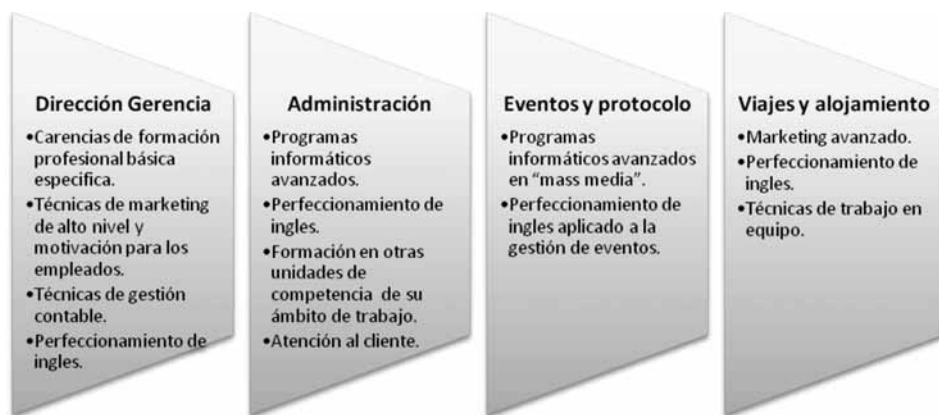 Dirección Gerencia
•Carencias de formación
profesional básica
especifica.
•Técnicas de marketing
de alto nivel y
motivación para los
empleados.
•Técnicas de gestión
contable.
•Perfeccionamiento de
ingles.
Administración
•Programas
informáticos
avanzados.
•Perfeccionamiento de
ingles.
•Formación en otras
unidades de
competencia de su
ámbito de trabajo.
•Atención al cliente.
Eventos y protocolo
•Programas
informáticos avanzados
en “mass media”.
•Perfeccionamiento de
ingles aplicado a la
gestión de eventos.
Viajes y alojamiento
•Marketing avanzado.
•Perfeccionamiento de
ingles.
•Técnicas de trabajo en
equipo.